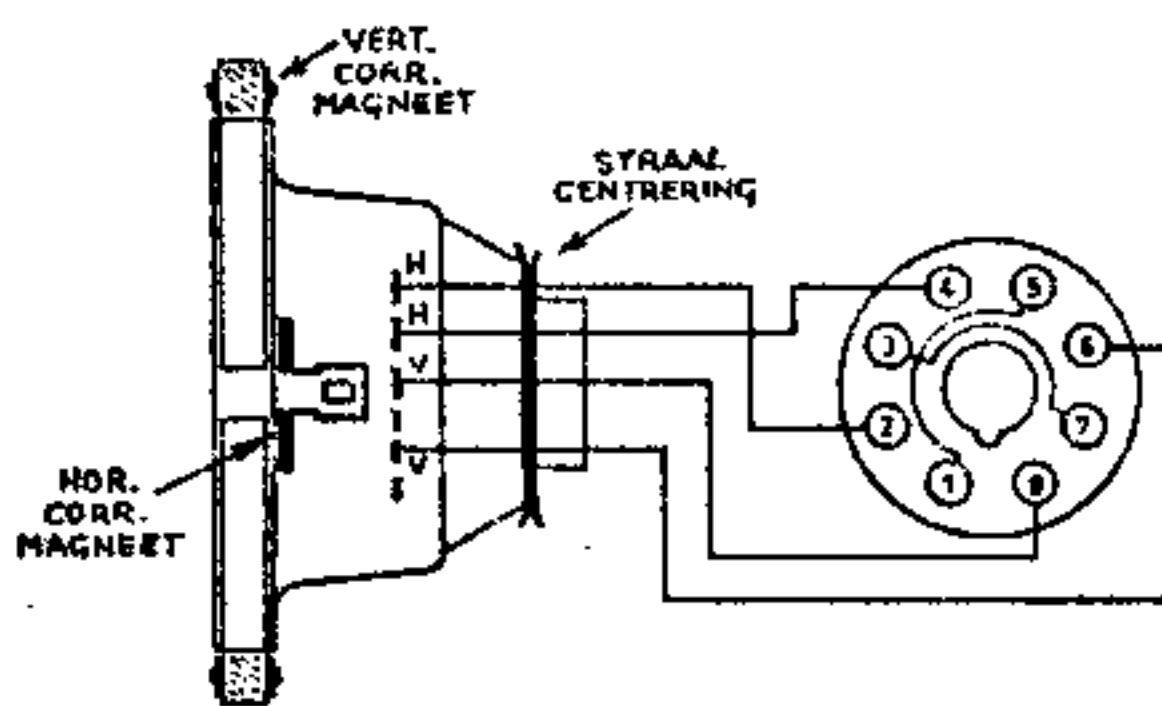 VERT.
CORR.
MAGNEET
STRAAL
CENTRERING
H
H
V
V
HOR.
CORR.
MAGNEET
4
5
3
6
2
7
1
8